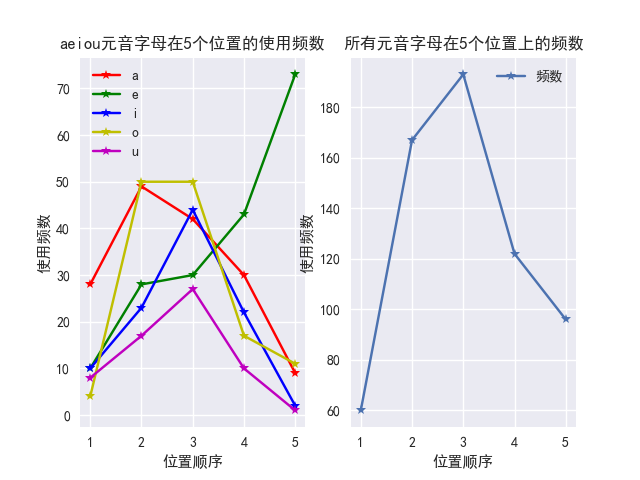 aeiou元音字母在5个位置的使用频数
a
e
i
o
u
70
60
50
40
30
20
10
0
使用频数
1 2 3 4 5
位置顺序
所有元音字母在5个位置上的频数
频数
180
160
140
120
100
80
60
使用频数
1 2 3 4 5
位置顺序